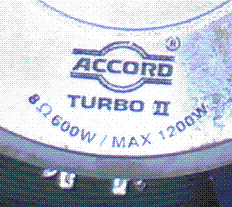 ®
ACCORD
TURBO II
8Ω 600W / MAX 1200W